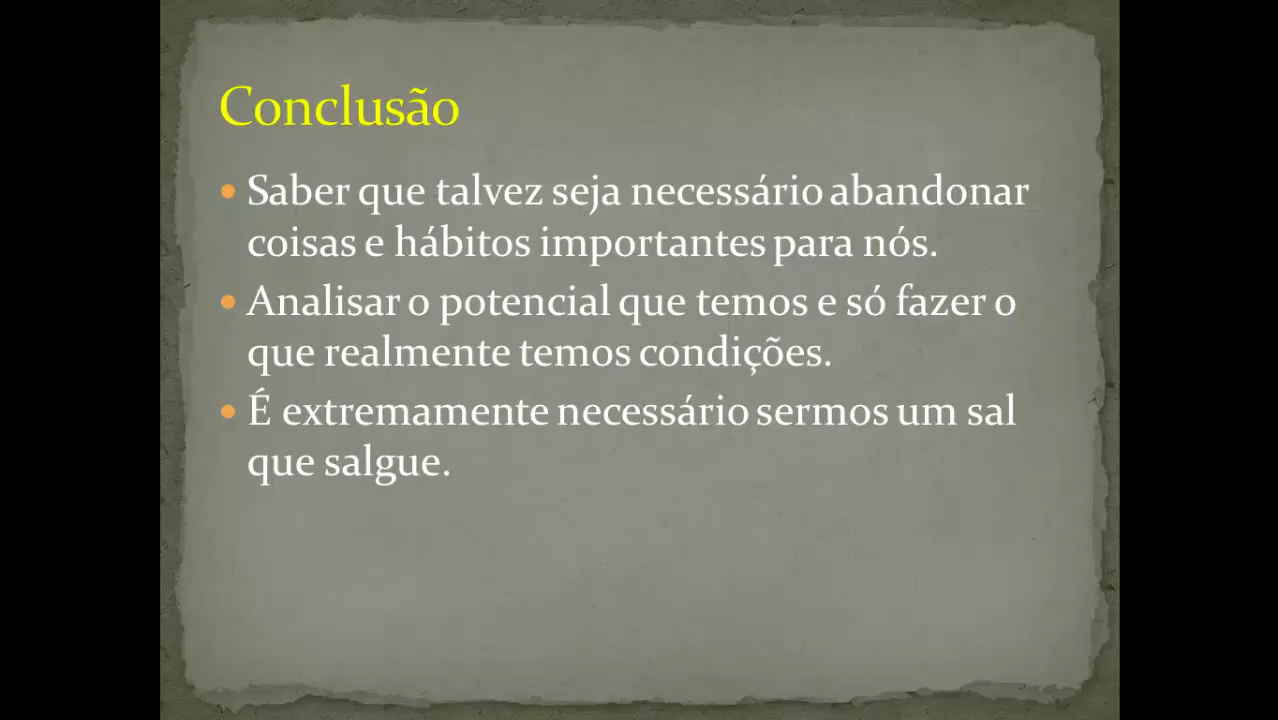 Conclusão
• Saber que talvez seja necessário abandonar
coisas e hábitos importantes para nós.
• Analisar o potencial que temos e só fazer o
que realmente temos condições.
• É extremamente necessário sermos um sal
que salgue.